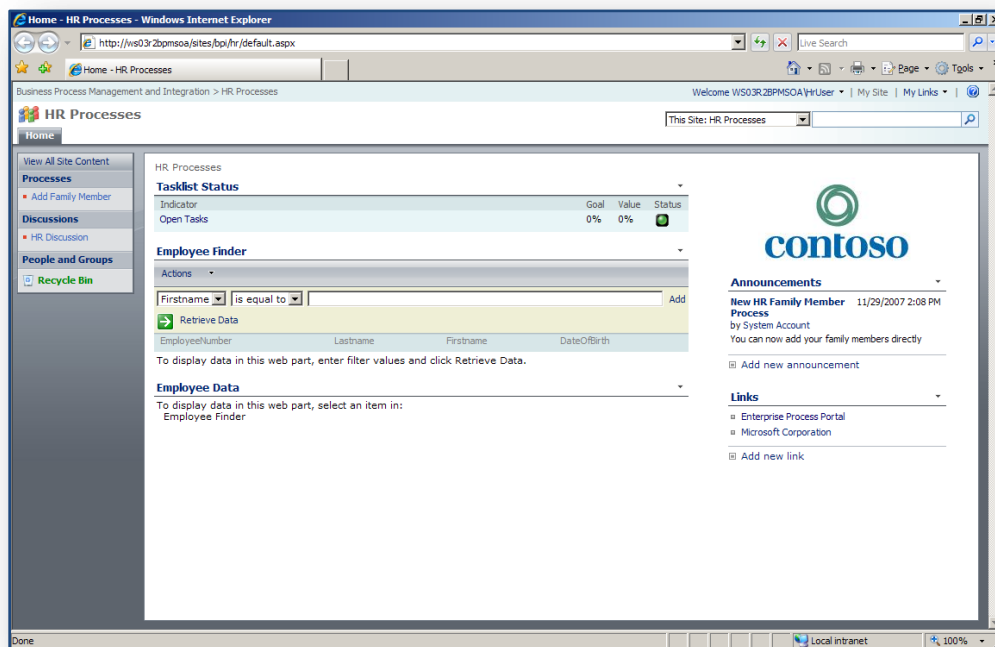 Home - HR Processes - Windows Internet Explorer
http://ws03r2bpmsoa/sites/bpi/hr/default.aspx
Live Search
Home - HR Processes
Page
Tools
Business Process Management and Integration > HR Processes
Welcome WS03R2BPMSOA\HrUser | My Site | My Links |
HR Processes
This Site: HR Processes
Home
View All Site Content
Processes
Add Family Member
Discussions
HR Discussion
People and Groups
Recycle Bin
HR Processes
Tasklist Status
Indicator Goal Value Status
Open Tasks 0% 0%
Employee Finder
Actions
Firstname is equal to Add
Retrieve Data
EmployeeNumber Lastname Firstname DateOfBirth
To display data in this web part, enter filter values and click Retrieve Data.
Employee Data
To display data in this web part, select an item in:
Employee Finder
contoso
Announcements
New HR Family Member Process 11/29/2007 2:08 PM
by System Account
You can now add your family members directly
Add new announcement
Links
Enterprise Process Portal
Microsoft Corporation
Add new link
Done
Local intranet
100%